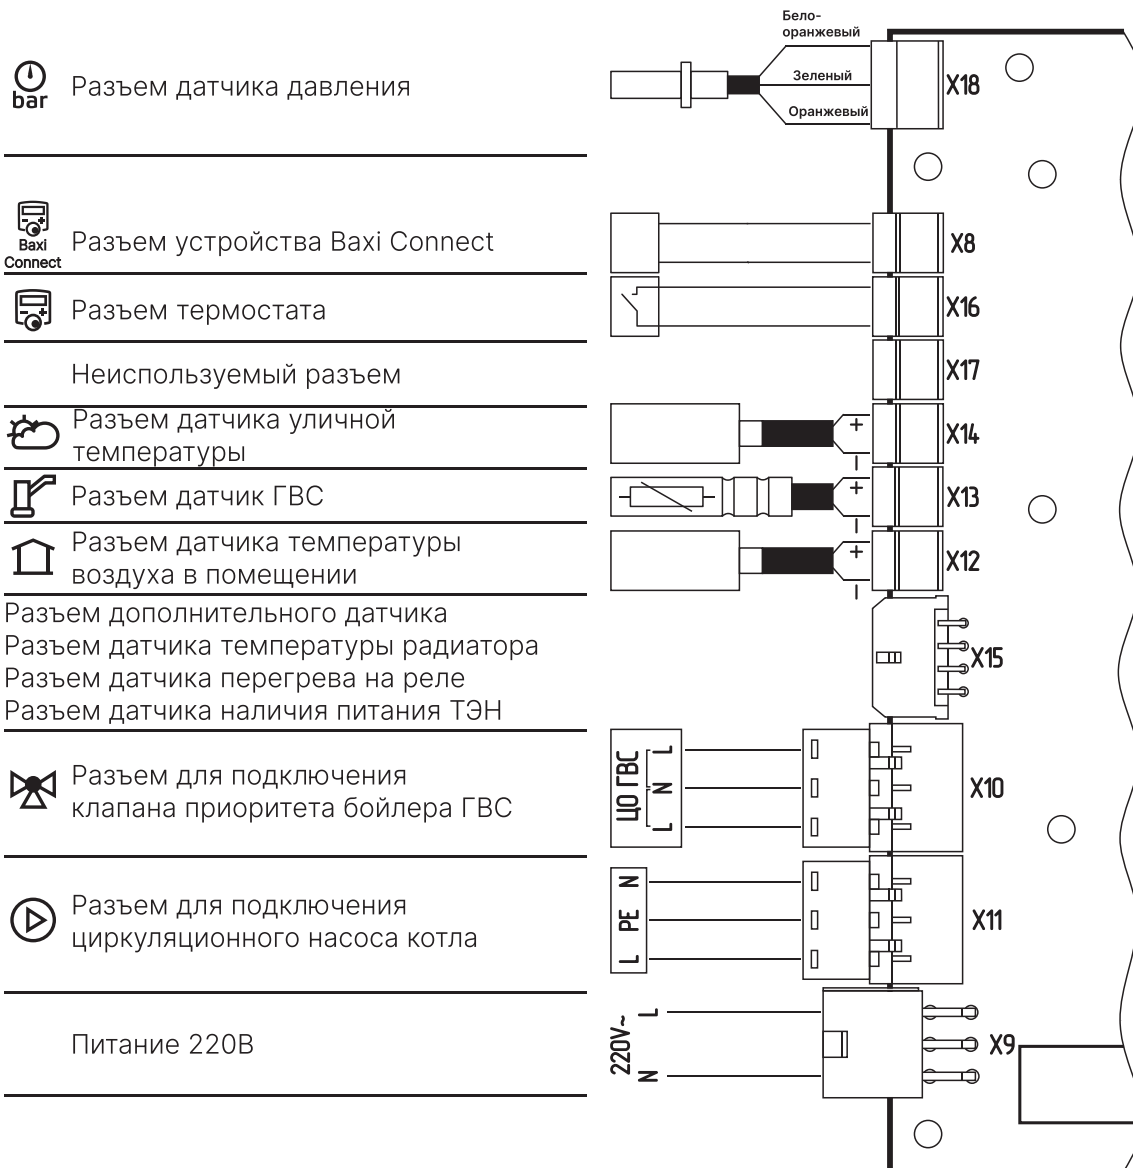 Бело-
оранжевый
bar
Разъем датчика давления
Зеленый
X18
Оранжевый
Baxi
Connect
Разъем устройства Baxi Connect
X8
Разъем термостата
X16
Неиспользуемый разъем
X17
Разъем датчика уличной
температуры
+
−
X14
Разъем датчик ГВС
+
−
X13
Разъем датчика температуры
воздуха в помещении
+
−
X12
Разъем дополнительного датчика
Разъем датчика температуры радиатора
Разъем датчика перегрева на реле
Разъем датчика наличия питания ТЭН
X15
Разъем для подключения
клапана приоритета бойлера ГВС
ЦО ГВС
L N L
X10
Разъем для подключения
циркуляционного насоса котла
L PE N
X11
Питание 220В
220V~
L
N
X9